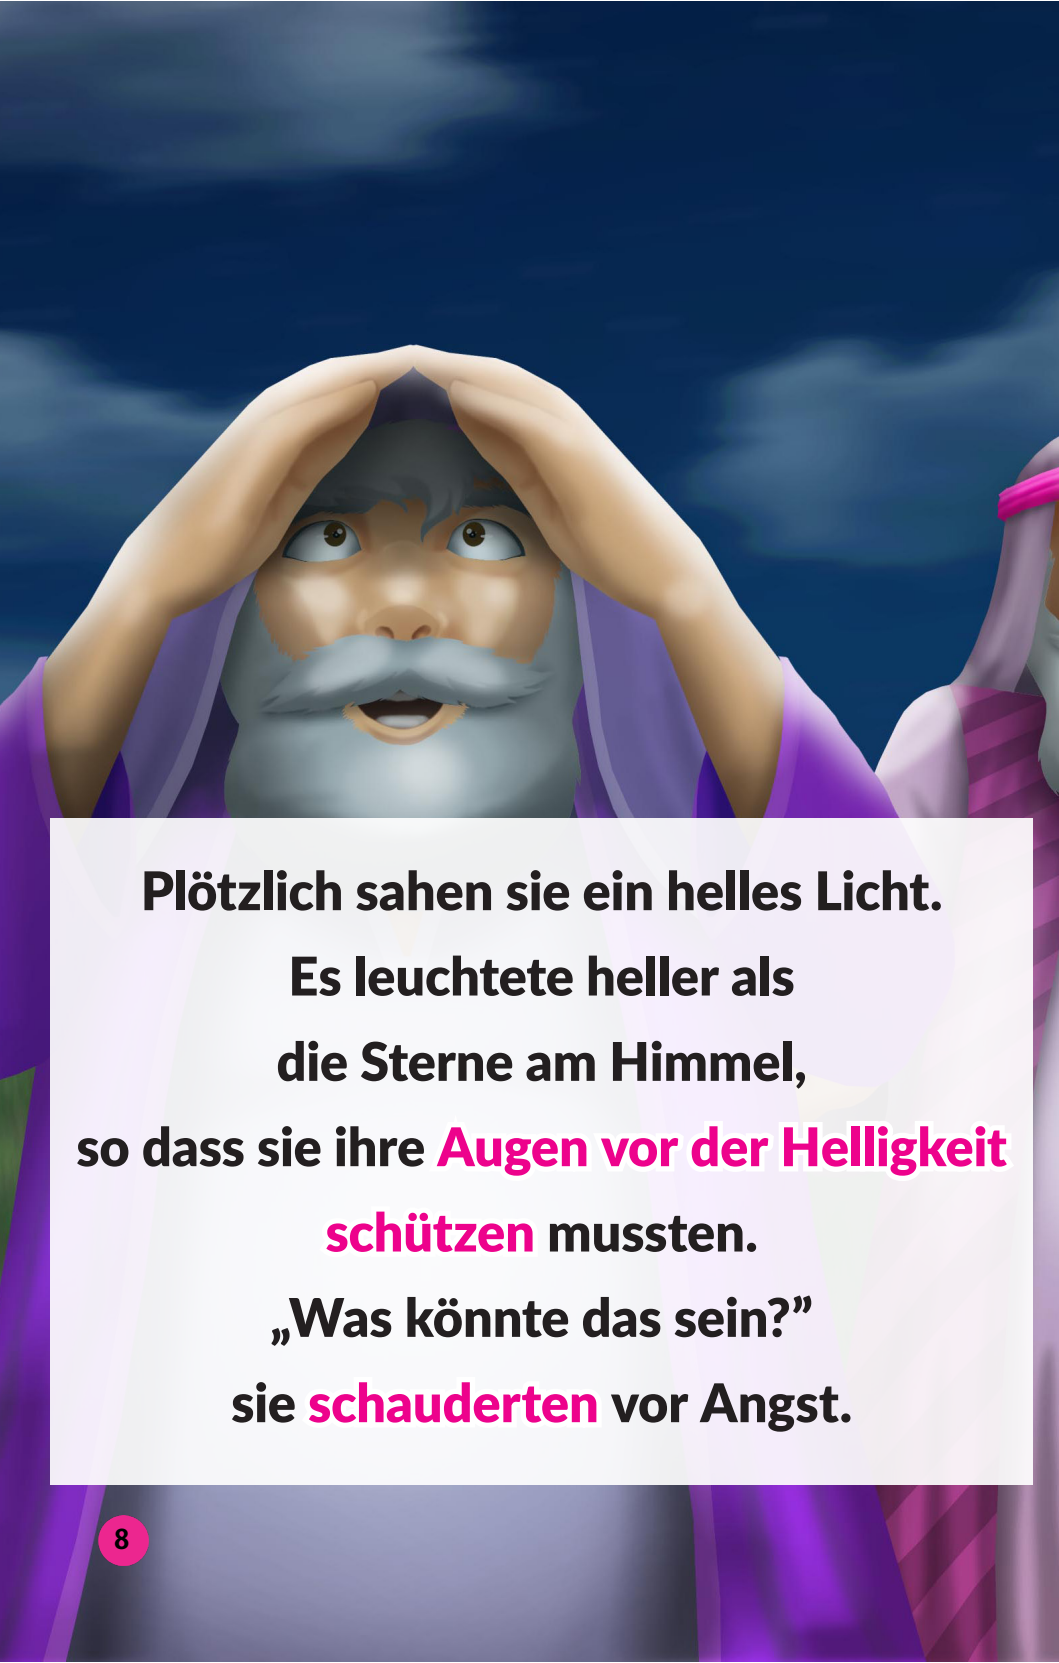 Plötzlich sahen sie ein helles Licht.
Es leuchtete heller als
die Sterne am Himmel,
so dass sie ihre Augen vor der Helligkeit
schützen mussten.
„Was könnte das sein?”
sie schauderten vor Angst.
8